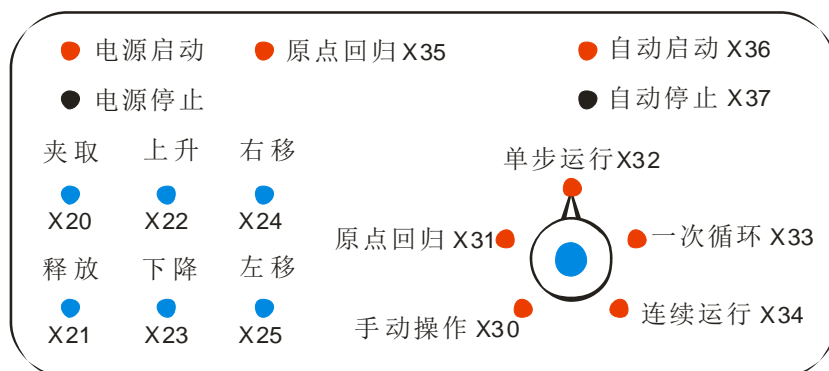 电源启动 原点回归X35 自动启动 X36
电源停止 自动停止 X37
夹取 上升 右移
单步运行X32
X20 X22 X24
原点回归 X31 一次循环 X33
释放 下降 左移
手动操作 X30 连续运行 X34
X21 X23 X25